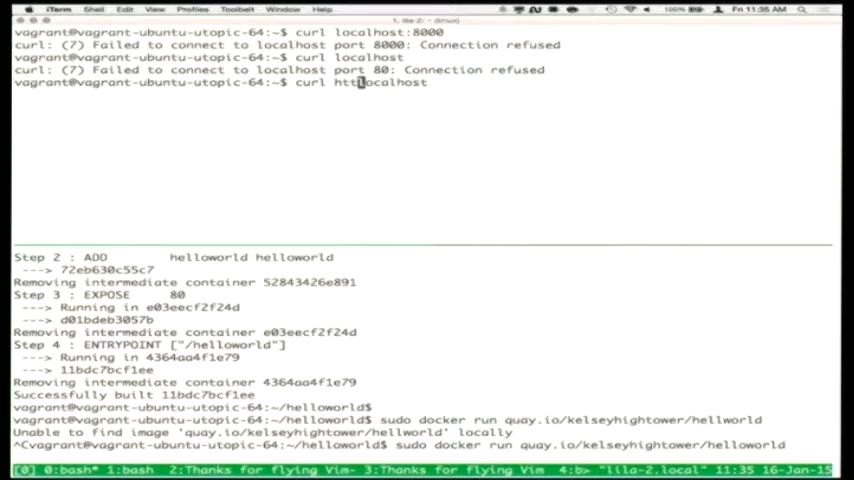 iTerm Shell Edit View Profiles Toolbelt Window Help 100% Fri 11:35 AM
1. lila-2: ~ (tmux)
vagrant@vagrant-ubuntu-utopic-64:~$ curl localhost:8000
curl: (7) Failed to connect to localhost port 8000: Connection refused
vagrant@vagrant-ubuntu-utopic-64:~$ curl localhost
curl: (7) Failed to connect to localhost port 80: Connection refused
vagrant@vagrant-ubuntu-utopic-64:~$ curl httlocalhost
Step 2 : ADD helloworld helloworld
---> 72eb630c55c7
Removing intermediate container 52843426e891
Step 3 : EXPOSE 80
---> Running in e03eecf2f24d
---> d01bdeb3057b
Removing intermediate container e03eecf2f24d
Step 4 : ENTRYPOINT ["/helloworld"]
---> Running in 4364aa4f1e79
---> 11bdc7bcf1ee
Removing intermediate container 4364aa4f1e79
Successfully built 11bdc7bcf1ee
vagrant@vagrant-ubuntu-utopic-64:~/helloworld$
vagrant@vagrant-ubuntu-utopic-64:~/helloworld$ sudo docker run quay.io/kelseyhightower/hellworld
Unable to find image 'quay.io/kelseyhightower/hellworld' locally
^Cvagrant@vagrant-ubuntu-utopic-64:~/helloworld$ sudo docker run quay.io/kelseyhightower/helloworld
[0] 0:bash* 1:bash 2:Thanks for flying Vim- 3:Thanks for flying Vim 4:b> "lila-2.local" 11:35 16-Jan-15